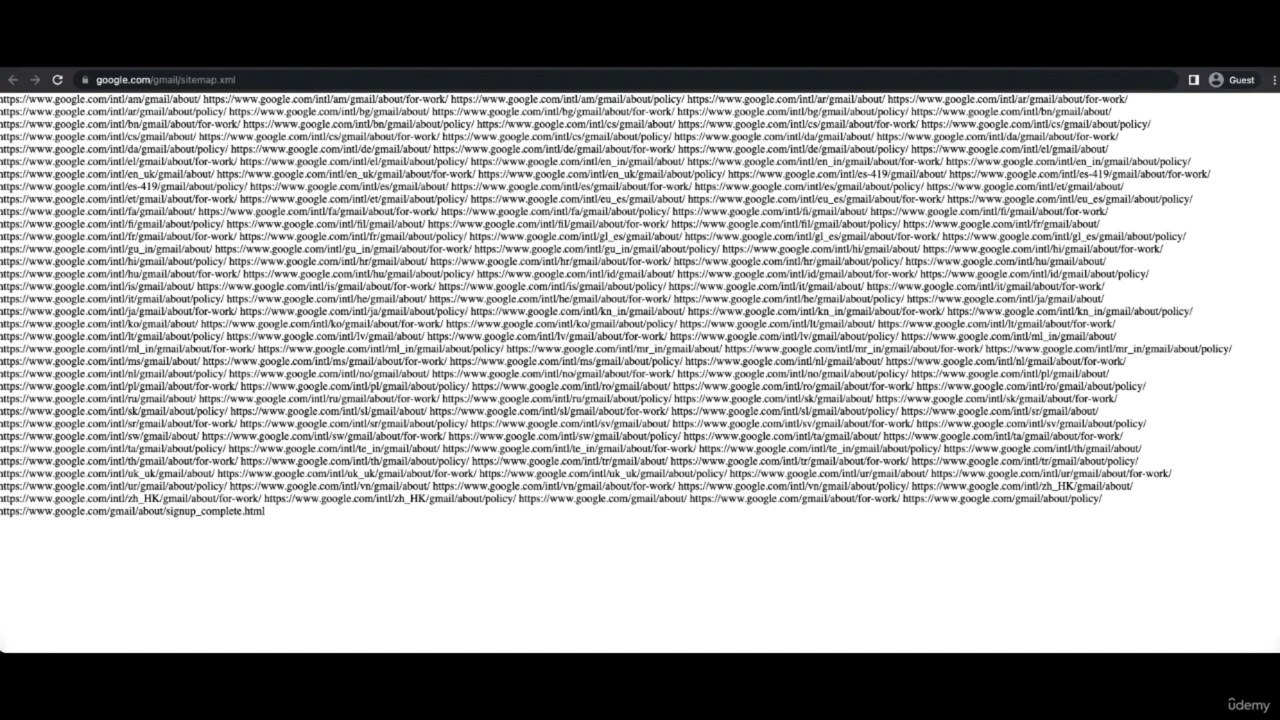 google.com/gmail/sitemap.xml
Guest
https://www.google.com/intl/am/gmail/about/ https://www.google.com/intl/am/gmail/about/for-work/ https://www.google.com/intl/am/gmail/about/policy/ https://www.google.com/intl/ar/gmail/about/ https://www.google.com/intl/ar/gmail/about/for-work/
https://www.google.com/intl/ar/gmail/about/policy/ https://www.google.com/intl/bg/gmail/about/ https://www.google.com/intl/bg/gmail/about/for-work/ https://www.google.com/intl/bg/gmail/about/policy/ https://www.google.com/intl/bn/gmail/about/
https://www.google.com/intl/bn/gmail/about/for-work/ https://www.google.com/intl/bn/gmail/about/policy/ https://www.google.com/intl/cs/gmail/about/ https://www.google.com/intl/cs/gmail/about/policy/
https://www.google.com/intl/cs/gmail/about/ https://www.google.com/intl/cs/gmail/about/for-work/ https://www.google.com/intl/cs/gmail/about/policy/ https://www.google.com/intl/da/gmail/about/ https://www.google.com/intl/da/gmail/about/for-work/
https://www.google.com/intl/da/gmail/about/policy/ https://www.google.com/intl/de/gmail/about/ https://www.google.com/intl/de/gmail/about/for-work/ https://www.google.com/intl/de/gmail/about/policy/ https://www.google.com/intl/el/gmail/about/
https://www.google.com/intl/el/gmail/about/for-work/ https://www.google.com/intl/el/gmail/about/policy/ https://www.google.com/intl/en_in/gmail/about/ https://www.google.com/intl/en_in/gmail/about/for-work/ https://www.google.com/intl/en_in/gmail/about/policy/
https://www.google.com/intl/en_uk/gmail/about/ https://www.google.com/intl/en_uk/gmail/about/for-work/ https://www.google.com/intl/en_uk/gmail/about/policy/ https://www.google.com/intl/es-419/gmail/about/ https://www.google.com/intl/es-419/gmail/about/for-work/
https://www.google.com/intl/es-419/gmail/about/policy/ https://www.google.com/intl/es/gmail/about/ https://www.google.com/intl/es/gmail/about/for-work/ https://www.google.com/intl/es/gmail/about/policy/ https://www.google.com/intl/et/gmail/about/
https://www.google.com/intl/et/gmail/about/for-work/ https://www.google.com/intl/et/gmail/about/policy/ https://www.google.com/intl/eu_es/gmail/about/ https://www.google.com/intl/eu_es/gmail/about/for-work/ https://www.google.com/intl/eu_es/gmail/about/policy/
https://www.google.com/intl/fa/gmail/about/ https://www.google.com/intl/fa/gmail/about/for-work/ https://www.google.com/intl/fa/gmail/about/policy/ https://www.google.com/intl/fi/gmail/about/ https://www.google.com/intl/fi/gmail/about/for-work/
https://www.google.com/intl/fi/gmail/about/policy/ https://www.google.com/intl/fil/gmail/about/ https://www.google.com/intl/fil/gmail/about/for-work/ https://www.google.com/intl/fil/gmail/about/policy/ https://www.google.com/intl/fr/gmail/about/
https://www.google.com/intl/fr/gmail/about/for-work/ https://www.google.com/intl/fr/gmail/about/policy/ https://www.google.com/intl/gl_es/gmail/about/ https://www.google.com/intl/gl_es/gmail/about/for-work/ https://www.google.com/intl/gl_es/gmail/about/policy/
https://www.google.com/intl/gu_in/gmail/about/ https://www.google.com/intl/gu_in/gmail/about/for-work/ https://www.google.com/intl/gu_in/gmail/about/policy/ https://www.google.com/intl/hi/gmail/about/ https://www.google.com/intl/hi/gmail/about/for-work/
https://www.google.com/intl/hi/gmail/about/policy/ https://www.google.com/intl/hr/gmail/about/ https://www.google.com/intl/hr/gmail/about/for-work/ https://www.google.com/intl/hr/gmail/about/policy/ https://www.google.com/intl/hu/gmail/about/
https://www.google.com/intl/hu/gmail/about/for-work/ https://www.google.com/intl/hu/gmail/about/policy/ https://www.google.com/intl/id/gmail/about/ https://www.google.com/intl/id/gmail/about/for-work/ https://www.google.com/intl/id/gmail/about/policy/
https://www.google.com/intl/is/gmail/about/ https://www.google.com/intl/is/gmail/about/for-work/ https://www.google.com/intl/is/gmail/about/policy/ https://www.google.com/intl/it/gmail/about/ https://www.google.com/intl/it/gmail/about/for-work/
https://www.google.com/intl/it/gmail/about/policy/ https://www.google.com/intl/he/gmail/about/ https://www.google.com/intl/he/gmail/about/for-work/ https://www.google.com/intl/he/gmail/about/policy/ https://www.google.com/intl/ja/gmail/about/
https://www.google.com/intl/ja/gmail/about/for-work/ https://www.google.com/intl/ja/gmail/about/policy/ https://www.google.com/intl/kn_in/gmail/about/ https://www.google.com/intl/kn_in/gmail/about/for-work/ https://www.google.com/intl/kn_in/gmail/about/policy/
https://www.google.com/intl/ko/gmail/about/ https://www.google.com/intl/ko/gmail/about/for-work/ https://www.google.com/intl/ko/gmail/about/policy/ https://www.google.com/intl/lt/gmail/about/ https://www.google.com/intl/lt/gmail/about/for-work/
https://www.google.com/intl/lt/gmail/about/policy/ https://www.google.com/intl/lv/gmail/about/ https://www.google.com/intl/lv/gmail/about/for-work/ https://www.google.com/intl/lv/gmail/about/policy/ https://www.google.com/intl/ml_in/gmail/about/
https://www.google.com/intl/ml_in/gmail/about/for-work/ https://www.google.com/intl/ml_in/gmail/about/policy/ https://www.google.com/intl/mr_in/gmail/about/ https://www.google.com/intl/mr_in/gmail/about/for-work/ https://www.google.com/intl/mr_in/gmail/about/policy/
https://www.google.com/intl/ms/gmail/about/ https://www.google.com/intl/ms/gmail/about/for-work/ https://www.google.com/intl/ms/gmail/about/policy/ https://www.google.com/intl/nl/gmail/about/ https://www.google.com/intl/nl/gmail/about/for-work/
https://www.google.com/intl/nl/gmail/about/policy/ https://www.google.com/intl/no/gmail/about/ https://www.google.com/intl/no/gmail/about/for-work/ https://www.google.com/intl/no/gmail/about/policy/ https://www.google.com/intl/pl/gmail/about/
https://www.google.com/intl/pl/gmail/about/for-work/ https://www.google.com/intl/pl/gmail/about/policy/ https://www.google.com/intl/ro/gmail/about/ https://www.google.com/intl/ro/gmail/about/for-work/ https://www.google.com/intl/ro/gmail/about/policy/
https://www.google.com/intl/ru/gmail/about/ https://www.google.com/intl/ru/gmail/about/for-work/ https://www.google.com/intl/ru/gmail/about/policy/ https://www.google.com/intl/sk/gmail/about/ https://www.google.com/intl/sk/gmail/about/for-work/
https://www.google.com/intl/sk/gmail/about/policy/ https://www.google.com/intl/sl/gmail/about/ https://www.google.com/intl/sl/gmail/about/for-work/ https://www.google.com/intl/sl/gmail/about/policy/ https://www.google.com/intl/sr/gmail/about/
https://www.google.com/intl/sr/gmail/about/for-work/ https://www.google.com/intl/sr/gmail/about/policy/ https://www.google.com/intl/sv/gmail/about/ https://www.google.com/intl/sv/gmail/about/for-work/ https://www.google.com/intl/sv/gmail/about/policy/
https://www.google.com/intl/sw/gmail/about/ https://www.google.com/intl/sw/gmail/about/for-work/ https://www.google.com/intl/sw/gmail/about/policy/ https://www.google.com/intl/ta/gmail/about/ https://www.google.com/intl/ta/gmail/about/for-work/
https://www.google.com/intl/ta/gmail/about/policy/ https://www.google.com/intl/te_in/gmail/about/ https://www.google.com/intl/te_in/gmail/about/for-work/ https://www.google.com/intl/te_in/gmail/about/policy/ https://www.google.com/intl/th/gmail/about/
https://www.google.com/intl/th/gmail/about/for-work/ https://www.google.com/intl/th/gmail/about/policy/ https://www.google.com/intl/tr/gmail/about/ https://www.google.com/intl/tr/gmail/about/for-work/ https://www.google.com/intl/tr/gmail/about/policy/
https://www.google.com/intl/uk_uk/gmail/about/ https://www.google.com/intl/uk_uk/gmail/about/for-work/ https://www.google.com/intl/uk_uk/gmail/about/policy/ https://www.google.com/intl/ur/gmail/about/ https://www.google.com/intl/ur/gmail/about/for-work/
https://www.google.com/intl/ur/gmail/about/policy/ https://www.google.com/intl/vn/gmail/about/ https://www.google.com/intl/vn/gmail/about/for-work/ https://www.google.com/intl/vn/gmail/about/policy/ https://www.google.com/intl/zh_HK/gmail/about/
https://www.google.com/intl/zh_HK/gmail/about/for-work/ https://www.google.com/intl/zh_HK/gmail/about/policy/ https://www.google.com/gmail/about/ https://www.google.com/gmail/about/for-work/ https://www.google.com/gmail/about/policy/
https://www.google.com/gmail/about/signup_complete.html
ûdemy